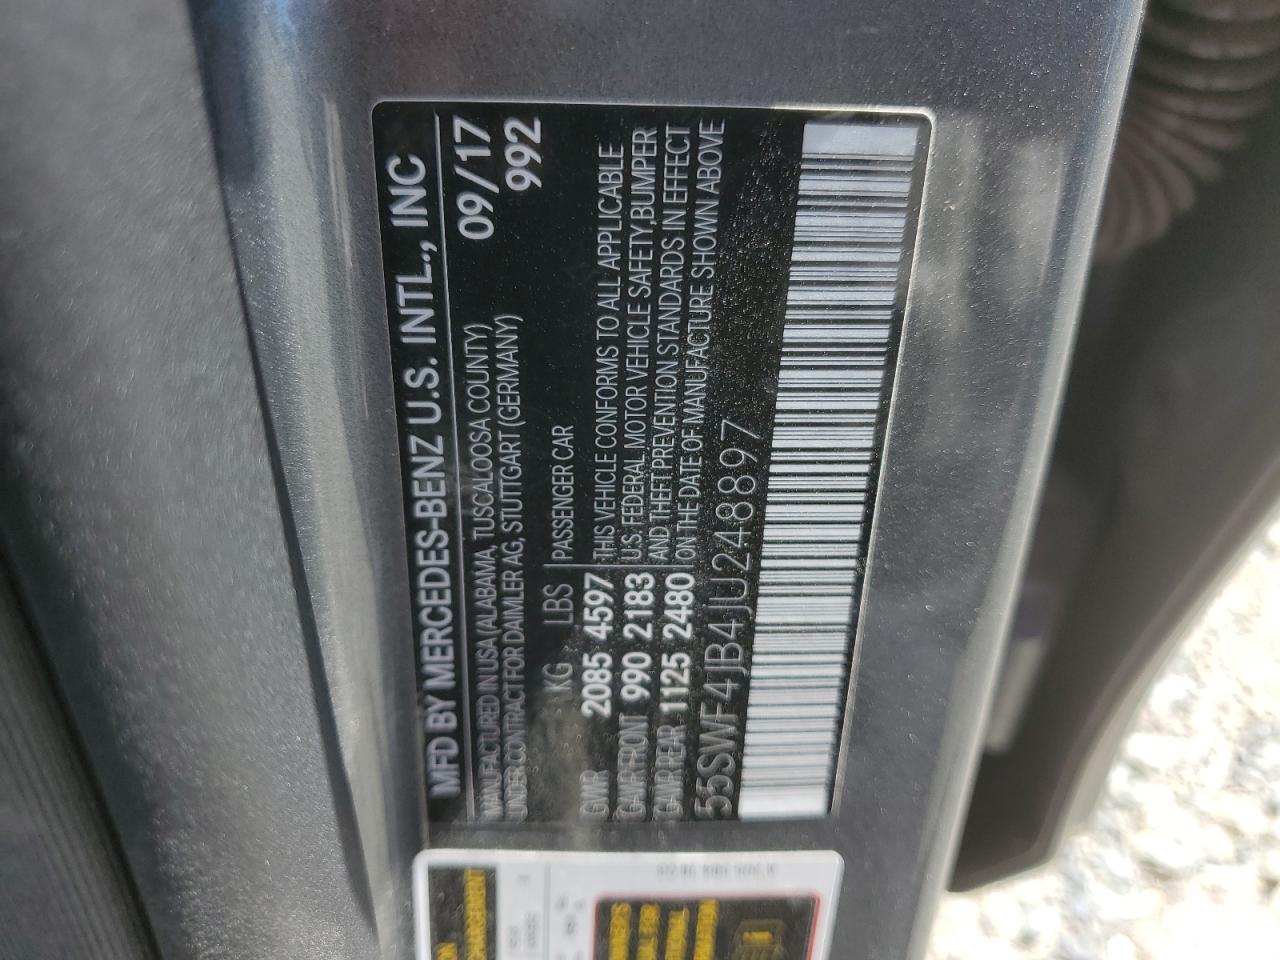 MFD BY MERCEDES-BENZ U.S. INTL., INC
MANUFACTURED IN USA (ALABAMA, TUSCALOOSA COUNTY) 09/17
UNDER CONTRACT FOR DAIMLER AG, STUTTGART (GERMANY) 992
KG LBS PASSENGER CAR
GVWR 2085 4597 THIS VEHICLE CONFORMS TO ALL APPLICABLE
GAWR FRONT 990 2183 U.S. FEDERAL MOTOR VEHICLE SAFETY,BUMPER
GAWR REAR 1125 2480 AND THEFT PREVENTION STANDARDS IN EFFECT
ON THE DATE OF MANUFACTURE SHOWN ABOVE
55SWF4JB4JU248897